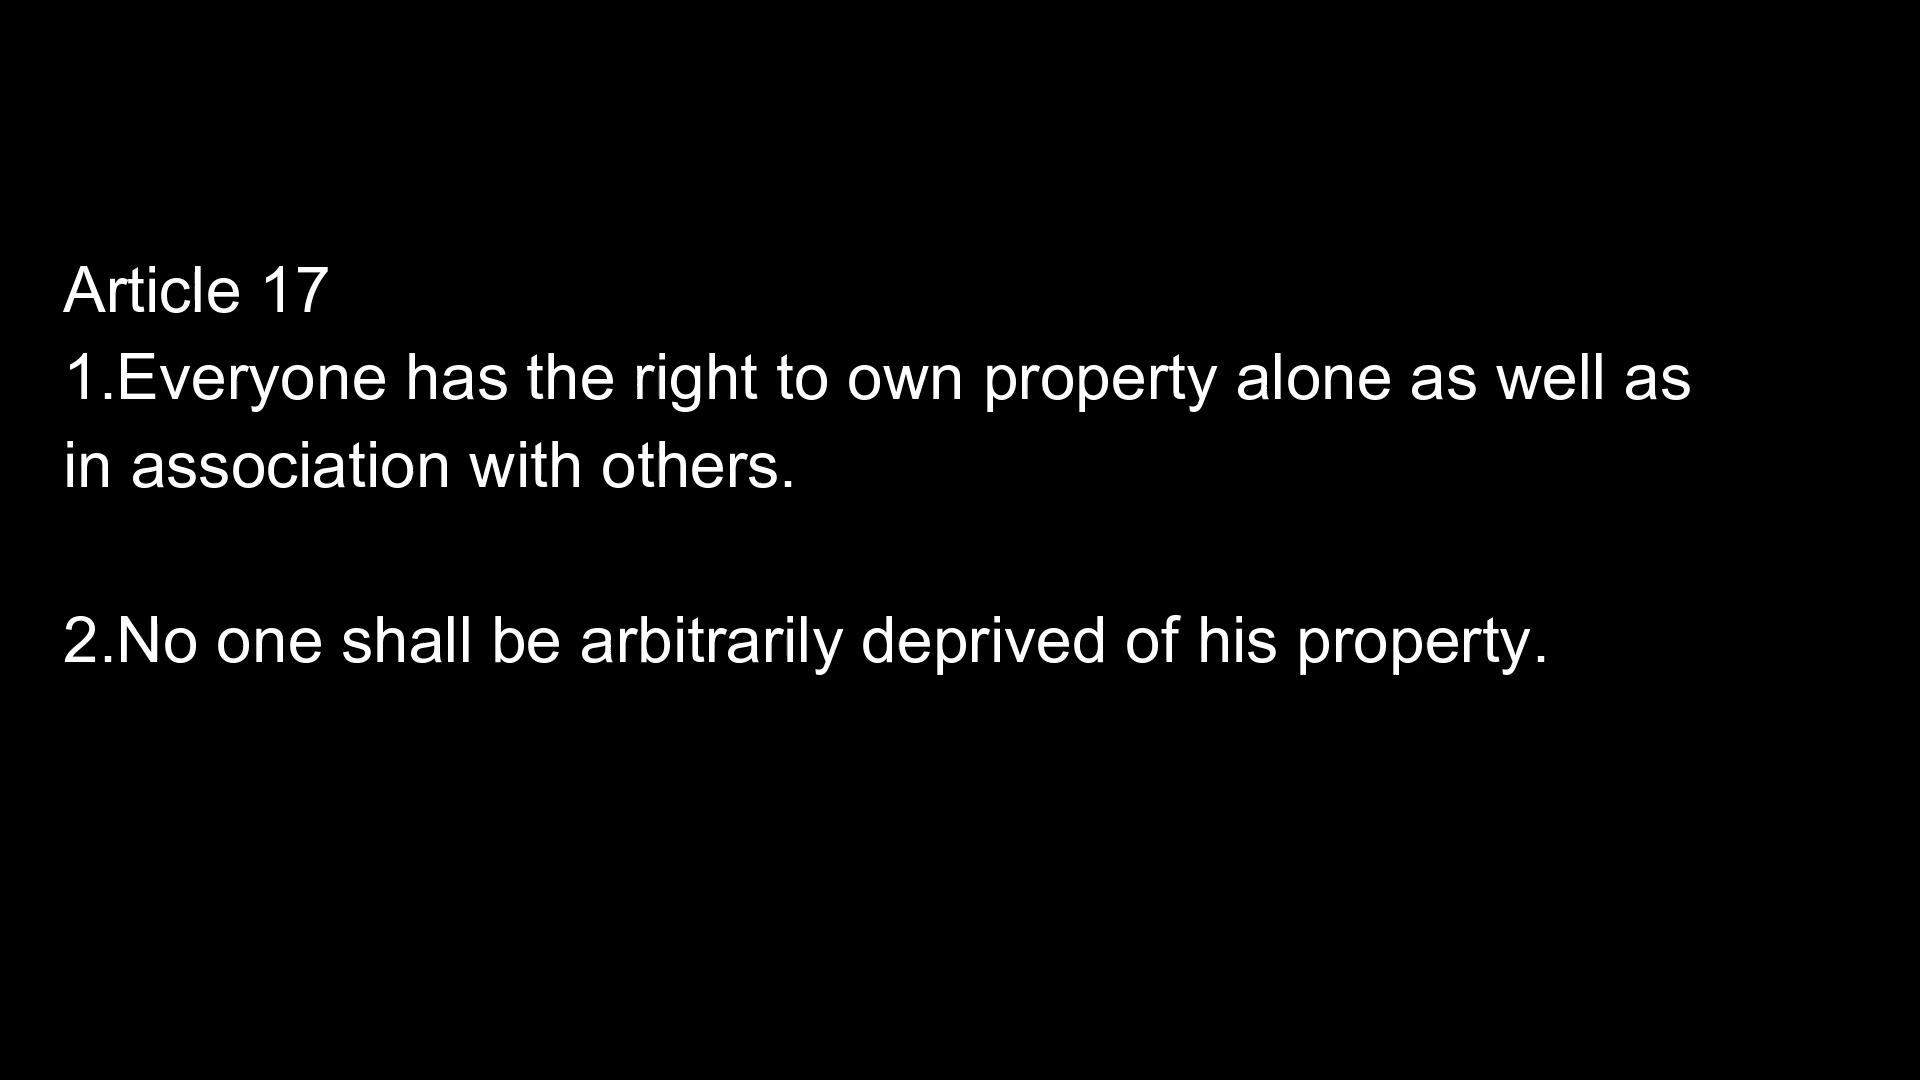 Article 17
1.Everyone has the right to own property alone as well as
in association with others.
2.No one shall be arbitrarily deprived of his property.